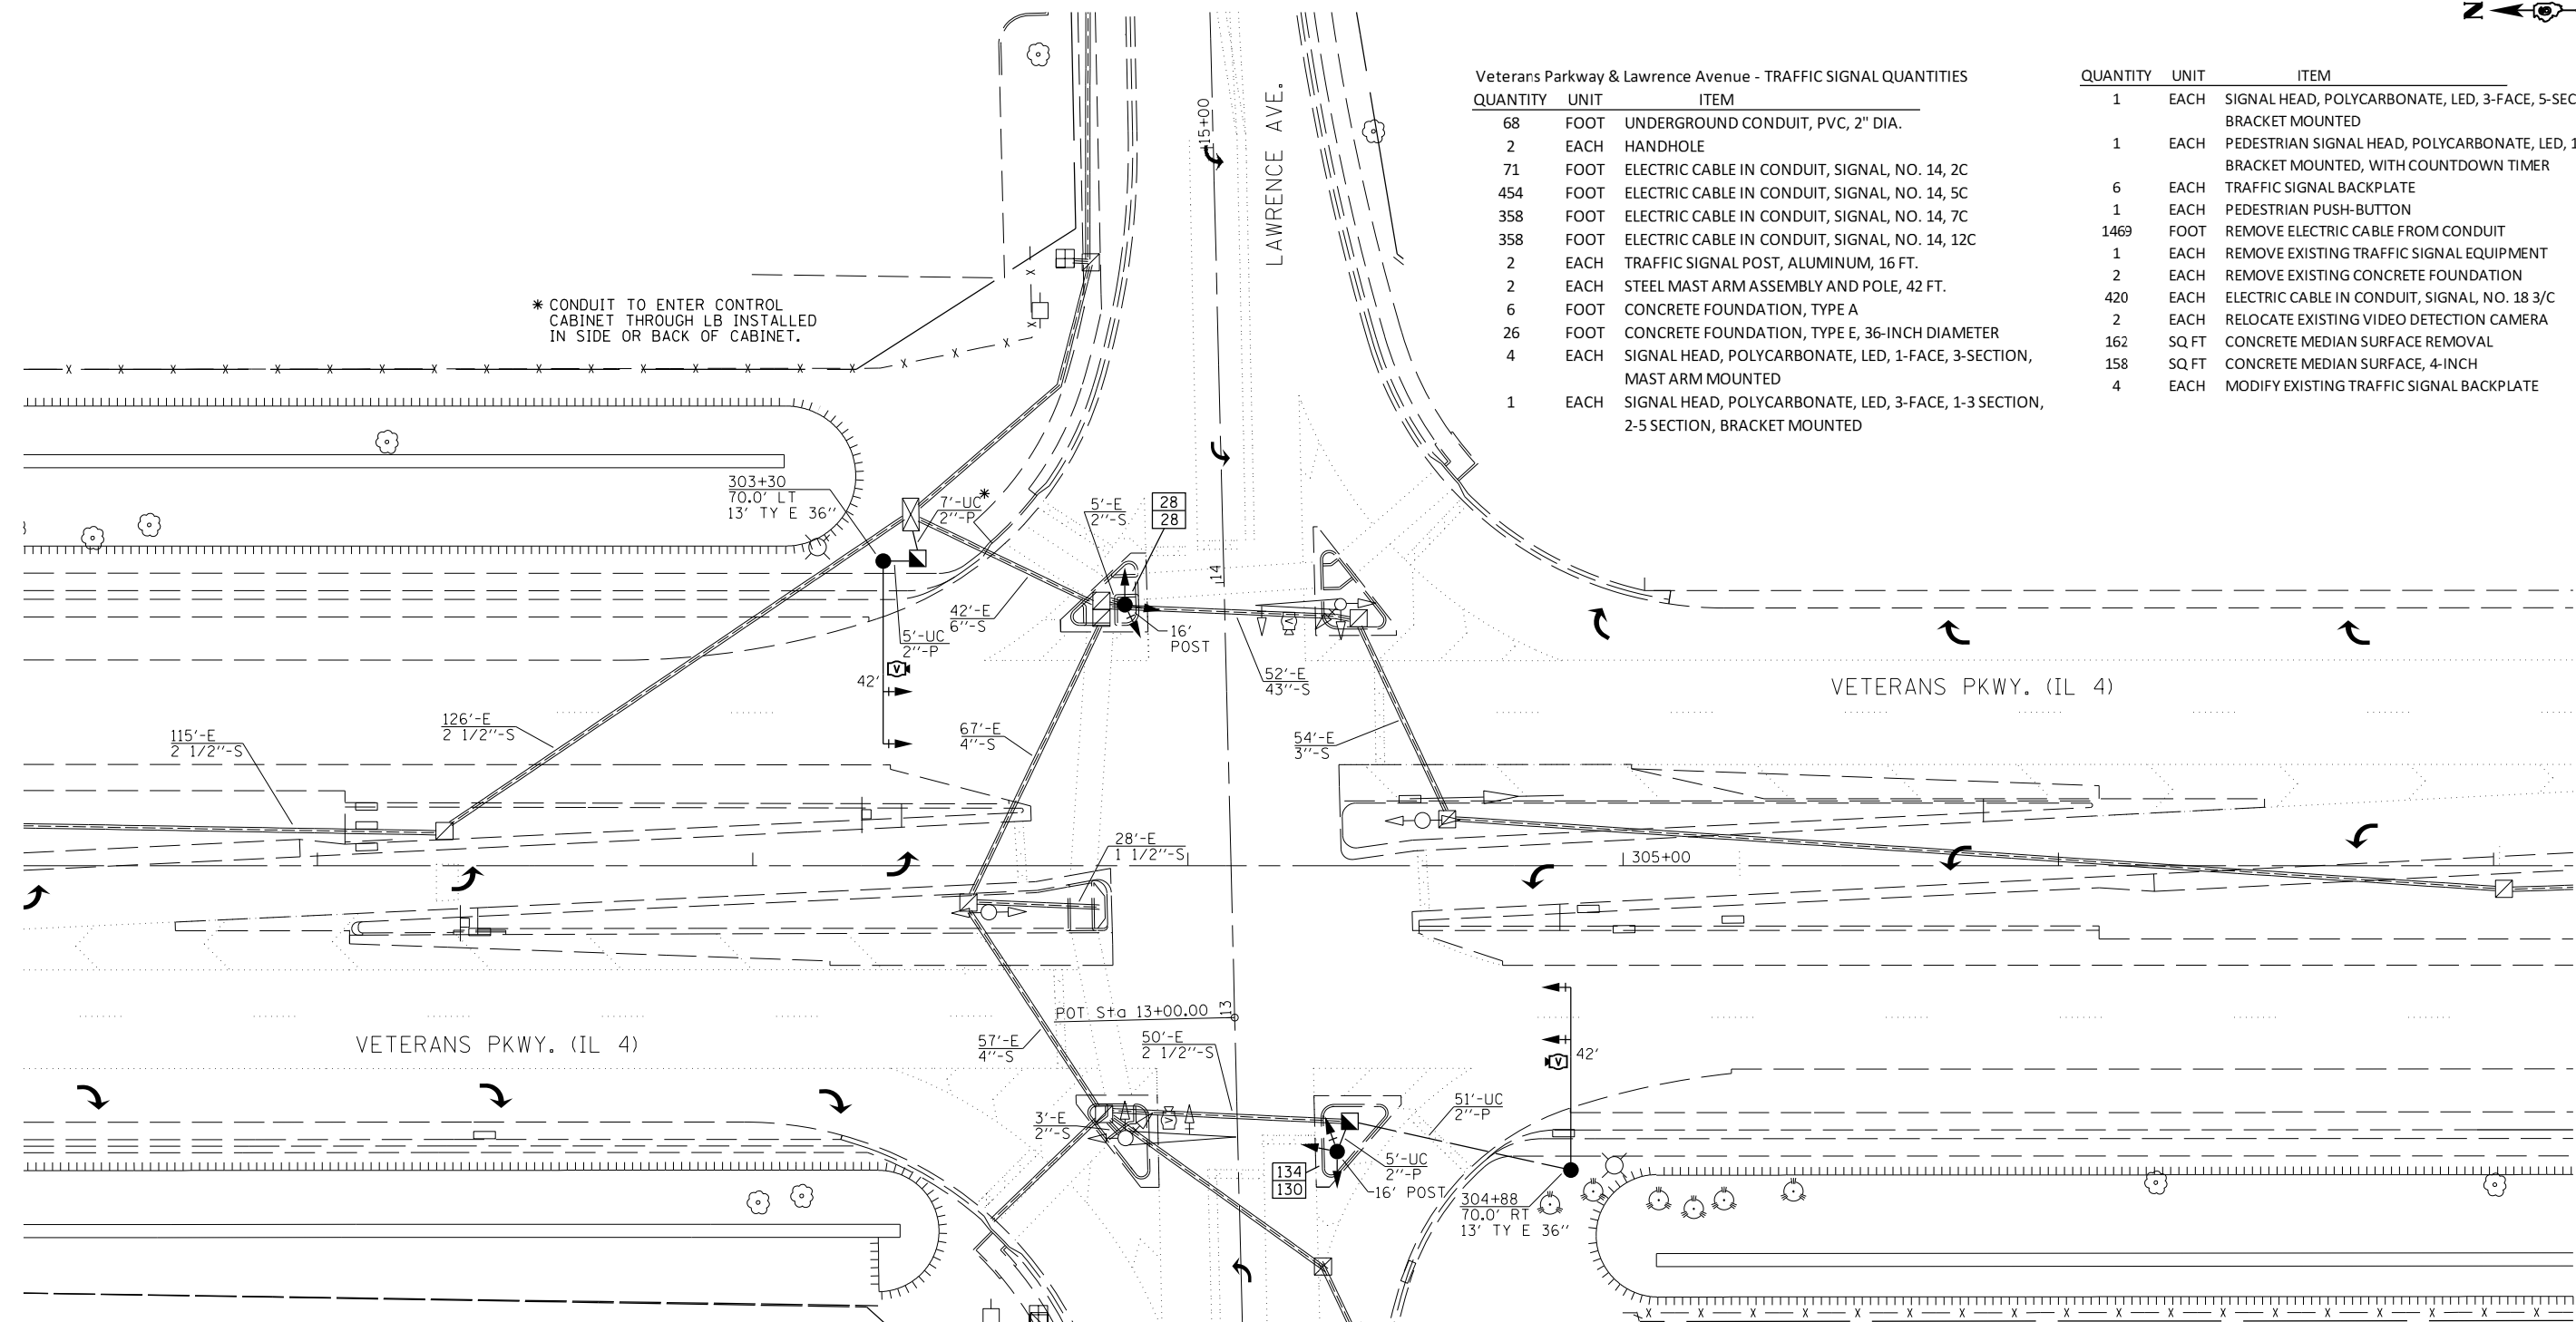 N
Veterans Parkway & Lawrence Avenue - TRAFFIC SIGNAL QUANTITIES
QUANTITY UNIT ITEM
68 FOOT UNDERGROUND CONDUIT, PVC, 2" DIA.
2 EACH HANDHOLE
71 FOOT ELECTRIC CABLE IN CONDUIT, SIGNAL, NO. 14, 2C
454 FOOT ELECTRIC CABLE IN CONDUIT, SIGNAL, NO. 14, 5C
358 FOOT ELECTRIC CABLE IN CONDUIT, SIGNAL, NO. 14, 7C
358 FOOT ELECTRIC CABLE IN CONDUIT, SIGNAL, NO. 14, 12C
2 EACH TRAFFIC SIGNAL POST, ALUMINUM, 16 FT.
2 EACH STEEL MAST ARM ASSEMBLY AND POLE, 42 FT.
6 FOOT CONCRETE FOUNDATION, TYPE A
26 FOOT CONCRETE FOUNDATION, TYPE E, 36-INCH DIAMETER
4 EACH SIGNAL HEAD, POLYCARBONATE, LED, 1-FACE, 3-SECTION,
MAST ARM MOUNTED
1 EACH SIGNAL HEAD, POLYCARBONATE, LED, 3-FACE, 1-3 SECTION,
2-5 SECTION, BRACKET MOUNTED
QUANTITY UNIT ITEM
1 EACH SIGNAL HEAD, POLYCARBONATE, LED, 3-FACE, 5-SEC
BRACKET MOUNTED
1 EACH PEDESTRIAN SIGNAL HEAD, POLYCARBONATE, LED, 1
BRACKET MOUNTED, WITH COUNTDOWN TIMER
6 EACH TRAFFIC SIGNAL BACKPLATE
1 EACH PEDESTRIAN PUSH-BUTTON
1469 FOOT REMOVE ELECTRIC CABLE FROM CONDUIT
1 EACH REMOVE EXISTING TRAFFIC SIGNAL EQUIPMENT
2 EACH REMOVE EXISTING CONCRETE FOUNDATION
420 EACH ELECTRIC CABLE IN CONDUIT, SIGNAL, NO. 18 3/C
2 EACH RELOCATE EXISTING VIDEO DETECTION CAMERA
162 SQ FT CONCRETE MEDIAN SURFACE REMOVAL
158 SQ FT CONCRETE MEDIAN SURFACE, 4-INCH
4 EACH MODIFY EXISTING TRAFFIC SIGNAL BACKPLATE
15+00
LAWRENCE AVE.
* CONDUIT TO ENTER CONTROL
CABINET THROUGH LB INSTALLED
IN SIDE OR BACK OF CABINET.
303+30
70.0' LT
13' TY E 36"
7'-UC*
2"-P
5'-E
2"-S
28
28
14
16'
POST
42'-E
6"-S
5'-UC
2"-P
V
42'
V
52'-E
43"-S
VETERANS PKWY. (IL 4)
115'-E
2 1/2"-S
126'-E
2 1/2"-S
67'-E
4"-S
54'-E
3"-S
28'-E
1 1/2"-S
305+00
POT Sta 13+00.00
13
VETERANS PKWY. (IL 4)
57'-E
4"-S
50'-E
2 1/2"-S
V
42'
3'-E
2"-S
V
51'-UC
2"-P
134
130
5'-UC
2"-P
16' POST
304+88
70.0' RT
13' TY E 36"